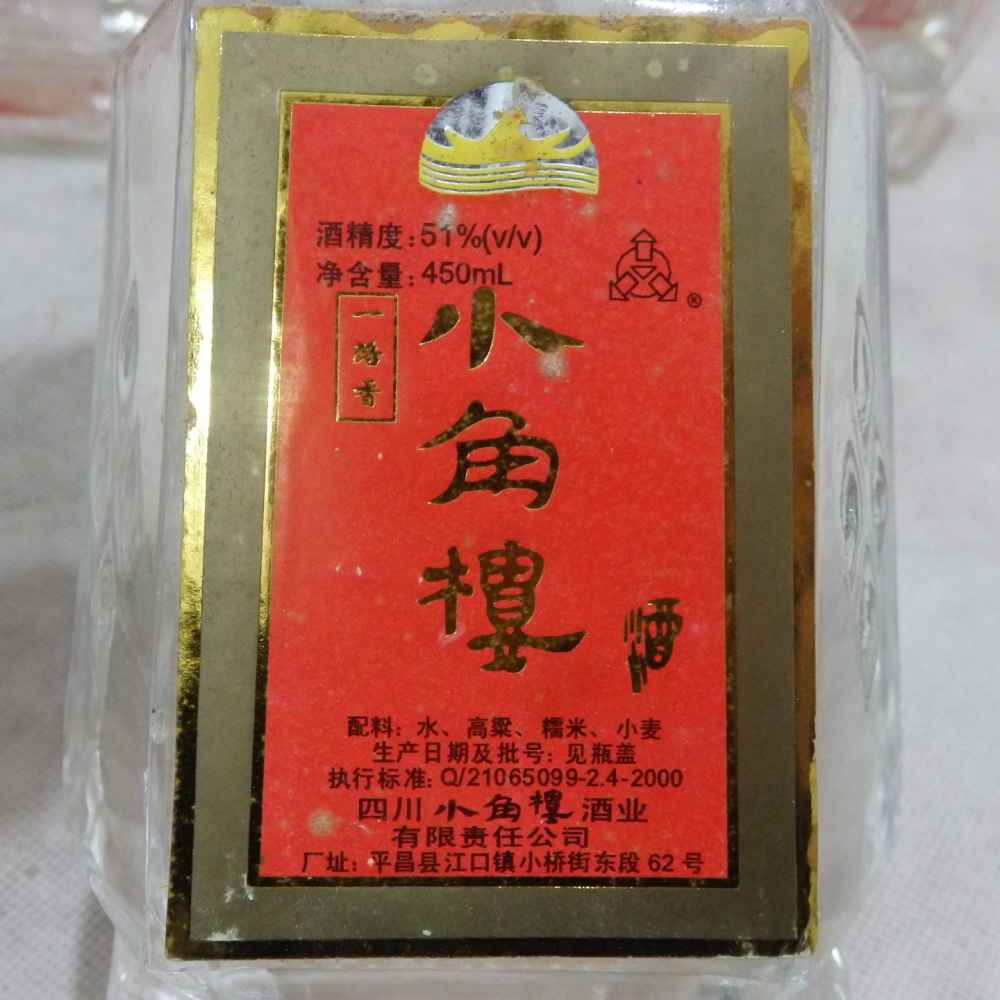 酒精度：51%(v/v)
净含量：450mL
®
一滴香
小角樓
酒
配料：水、高粱、糯米、小麦
生产日期及批号：见瓶盖
执行标准：Q/21065099-2.4-2000
四川小角樓酒业
有限责任公司
厂址：平昌县江口镇小桥街东段 62 号